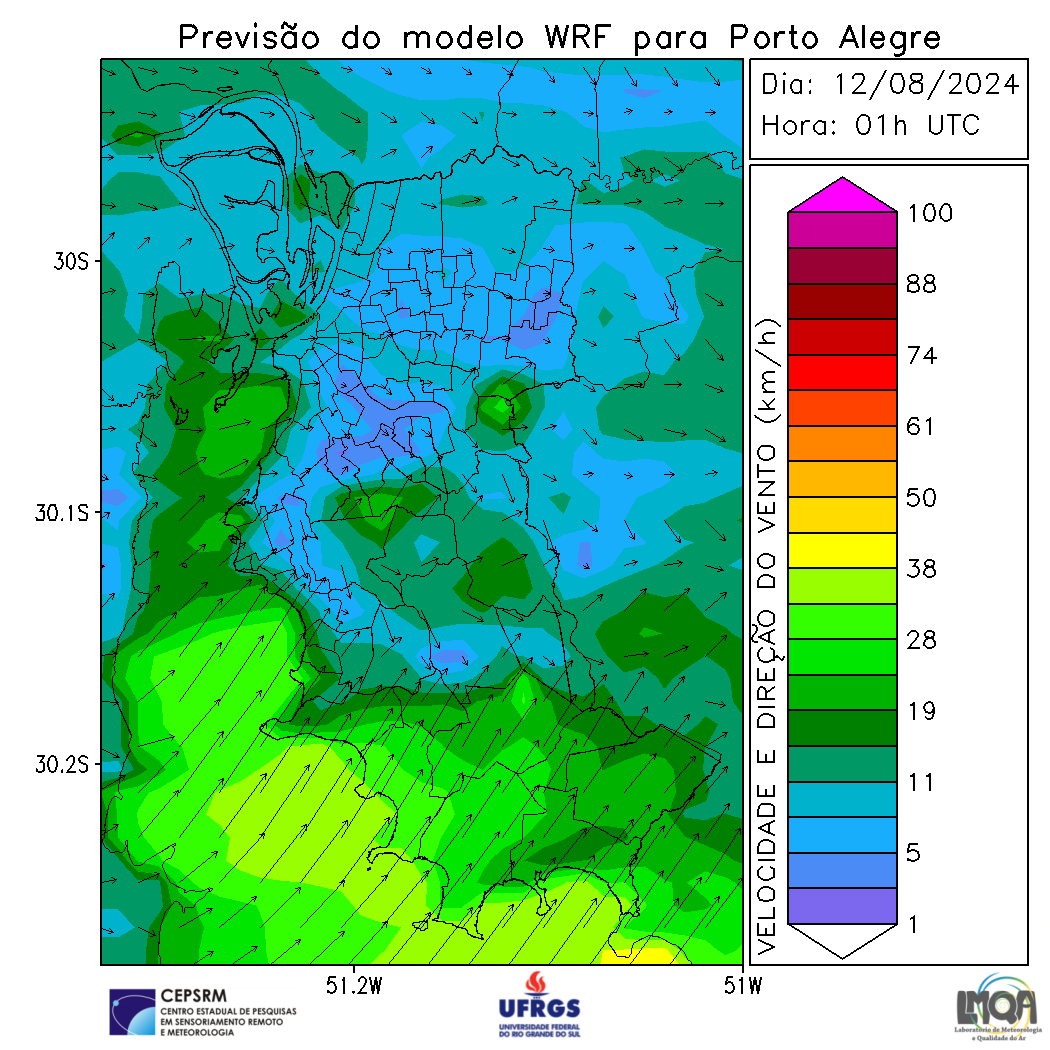 Previsão do modelo WRF para Porto Alegre
Dia: 12/08/2024
Hora: 01h UTC
30S
30.1S
30.2S
51.2W
51W
VELOCIDADE E DIREÇÃO DO VENTO (km/h)
100
88
74
61
50
38
28
19
11
5
1
CEPSRM
CENTRO ESTADUAL DE PESQUISAS
EM SENSORIAMENTO REMOTO
E METEOROLOGIA
UFRGS
UNIVERSIDADE FEDERAL
DO RIO GRANDE DO SUL
LMQA
Laboratório de Meteorologia
e Qualidade do Ar